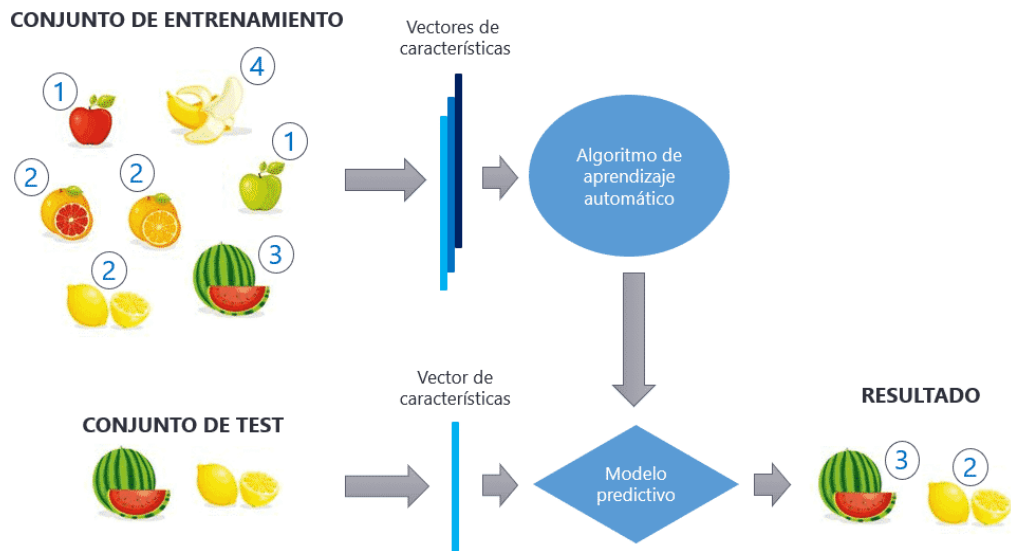 CONJUNTO DE ENTRENAMIENTO
Vectores de
características
4
1
1
2
2
Algoritmo de
aprendizaje
automático
3
2
Vector de
características
RESULTADO
CONJUNTO DE TEST
3
2
Modelo
predictivo